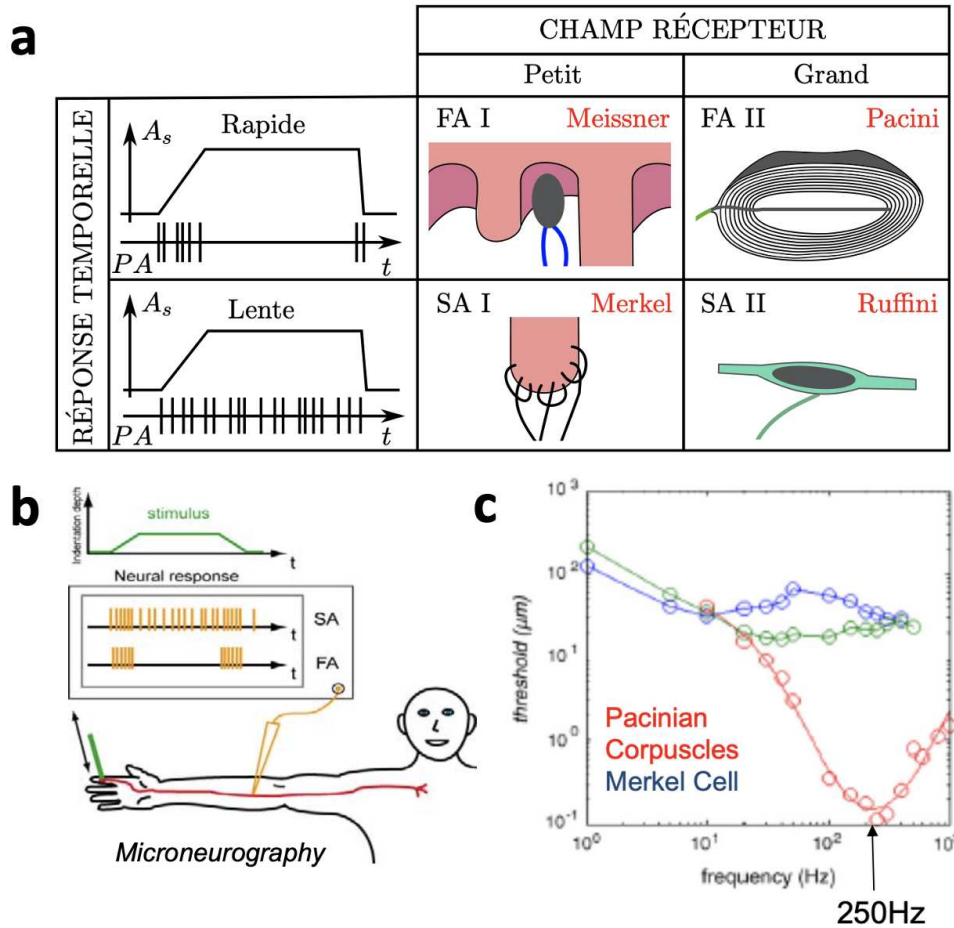 a
CHAMP RÉCEPTEUR
Petit
Grand
RÉPONSE TEMPORELLE
A_s
Rapide
PA
t
FA I
Meissner
FA II
Pacini
A_s
Lente
PA
t
SA I
Merkel
SA II
Ruffini
b
Indentation depth
stimulus
t
Neural response
SA
t
FA
t
Microneurography
c
threshold (μm)
10^3
10^2
10^1
10^0
10^-1
Pacinian
Corpuscles
Merkel Cell
10^0
10^1
10^2
frequency (Hz)
250Hz